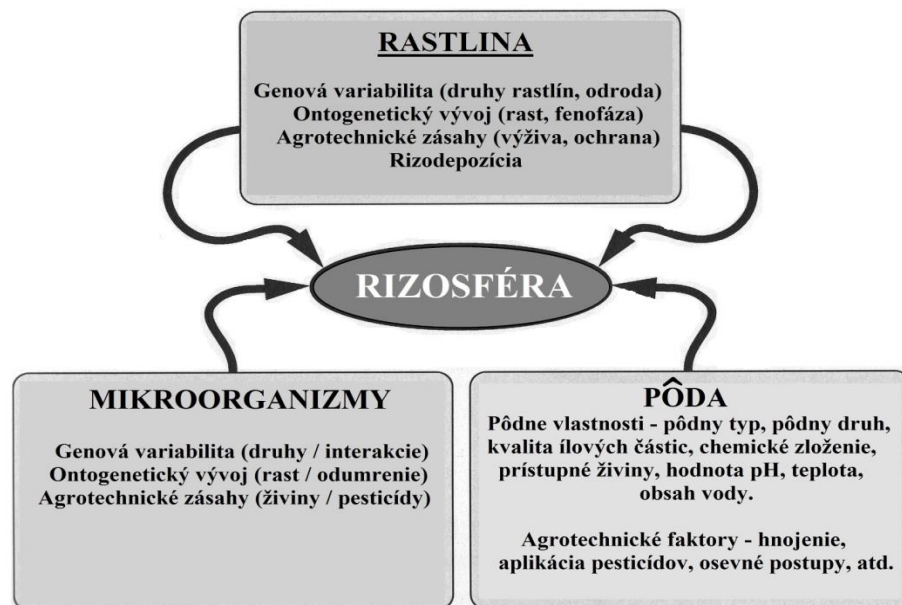 RASTLINA
Genová variabilita (druhy rastlín, odroda)
Ontogenetický vývoj (rast, fenofáza)
Agrotechnické zásahy (výživa, ochrana)
Rizodepozícia
RIZOSFÉRA
MIKROORGANIZMY
Genová variabilita (druhy / interakcie)
Ontogenetický vývoj (rast / odumrenie)
Agrotechnické zásahy (živiny / pesticídy)
PÔDA
Pôdne vlastnosti - pôdny typ, pôdny druh,
kvalita ílových částic, chemické zloženie,
prístupné živiny, hodnota pH, teplota,
obsah vody.
Agrotechnické faktory - hnojenie,
aplikácia pesticídov, osevné postupy, atd.